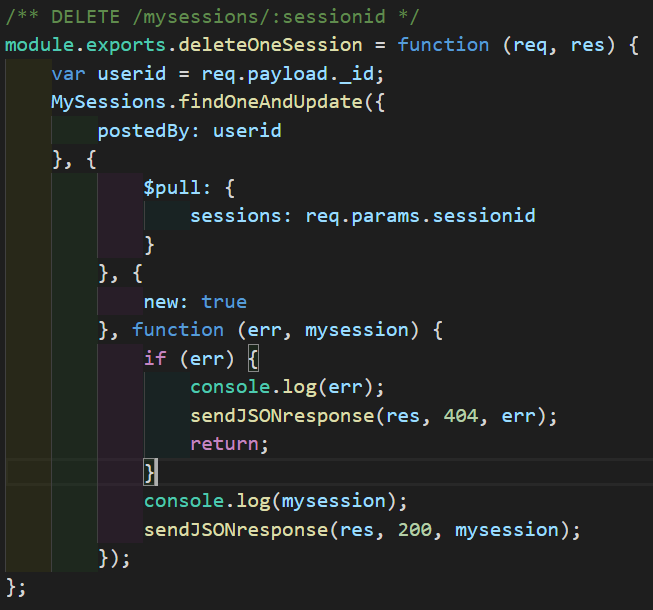 /** DELETE /mysessions/:sessionid */
module.exports.deleteOneSession = function (req, res) {
    var userid = req.payload._id;
    MySessions.findOneAndUpdate({
        postedBy: userid
    }, {
            $pull: {
                sessions: req.params.sessionid
            }
        }, {
            new: true
        }, function (err, mysession) {
            if (err) {
                console.log(err);
                sendJSONresponse(res, 404, err);
                return;
            }
            console.log(mysession);
            sendJSONresponse(res, 200, mysession);
        });
};